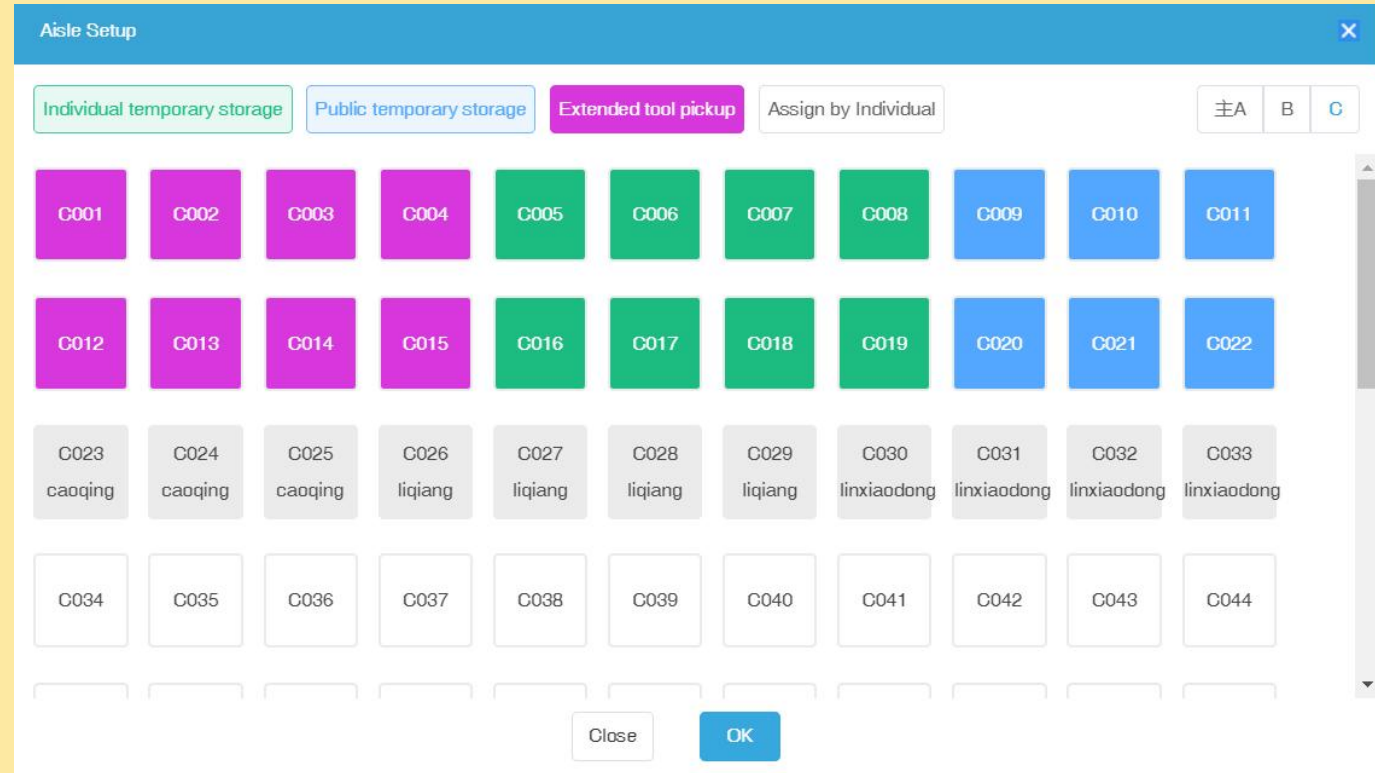 Aisle Setup
Individual temporary storage Public temporary storage Extended tool pickup Assign by Individual 主A B C
C001 C002 C003 C004 C005 C006 C007 C008 C009 C010 C011
C012 C013 C014 C015 C016 C017 C018 C019 C020 C021 C022
C023 C024 C025 C026 C027 C028 C029 C030 C031 C032 C033
caoqing caoqing caoqing liqiang liqiang liqiang liqiang linxiaodong linxiaodong linxiaodong linxiaodong
C034 C035 C036 C037 C038 C039 C040 C041 C042 C043 C044
Close OK